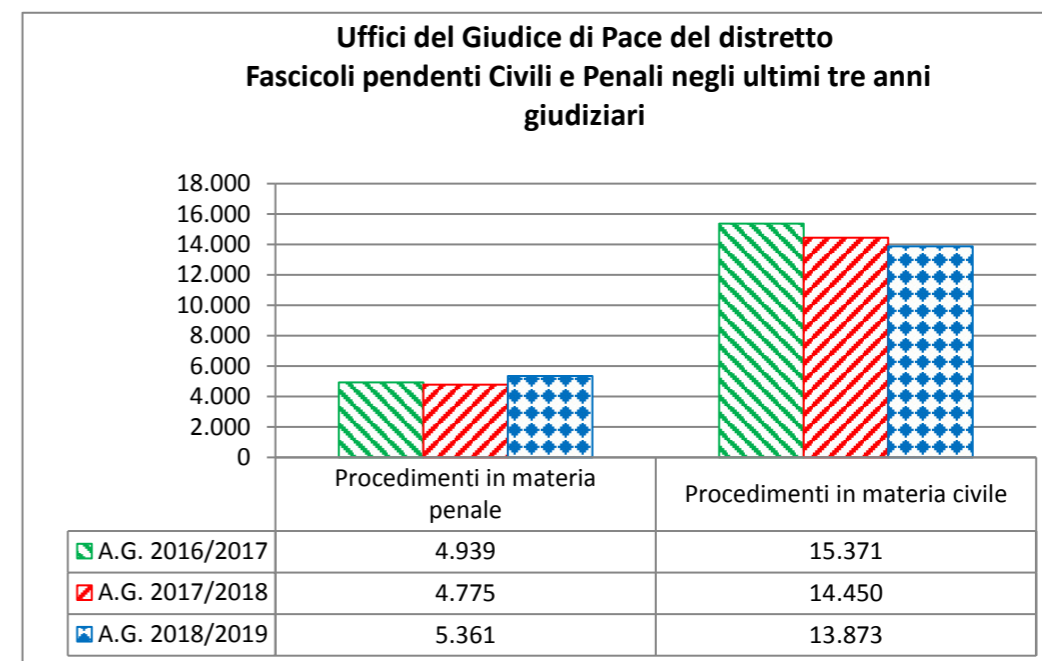 Uffici del Giudice di Pace del distretto
Fascicoli pendenti Civili e Penali negli ultimi tre anni
giudiziari
18.000
16.000
14.000
12.000
10.000
8.000
6.000
4.000
2.000
0
Procedimenti in materia
penale
Procedimenti in materia civile
A.G. 2016/2017 4.939 15.371
A.G. 2017/2018 4.775 14.450
A.G. 2018/2019 5.361 13.873